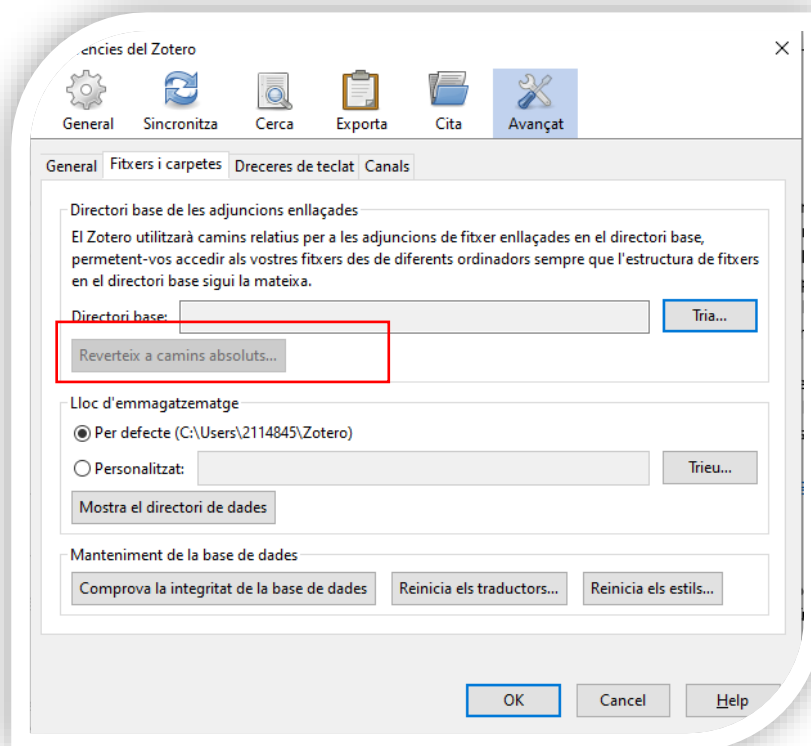 ències del Zotero
General Sincronitza Cerca Exporta Cita Avançat
General Fitxers i carpetes Dreceres de teclat Canals
Directori base de les adjuncions enllaçades
El Zotero utilitzarà camins relatius per a les adjuncions de fitxer enllaçades en el directori base,
permetent-vos accedir als vostres fitxers des de diferents ordinadors sempre que l'estructura de fitxers
en el directori base sigui la mateixa.
Directori base: Tria...
Reverteix a camins absoluts...
Lloc d'emmagatzematge
Per defecte (C:\Users\2114845\Zotero)
Personalitzat: Trieu...
Mostra el directori de dades
Manteniment de la base de dades
Comprova la integritat de la base de dades Reinicia els traductors... Reinicia els estils...
OK Cancel Help